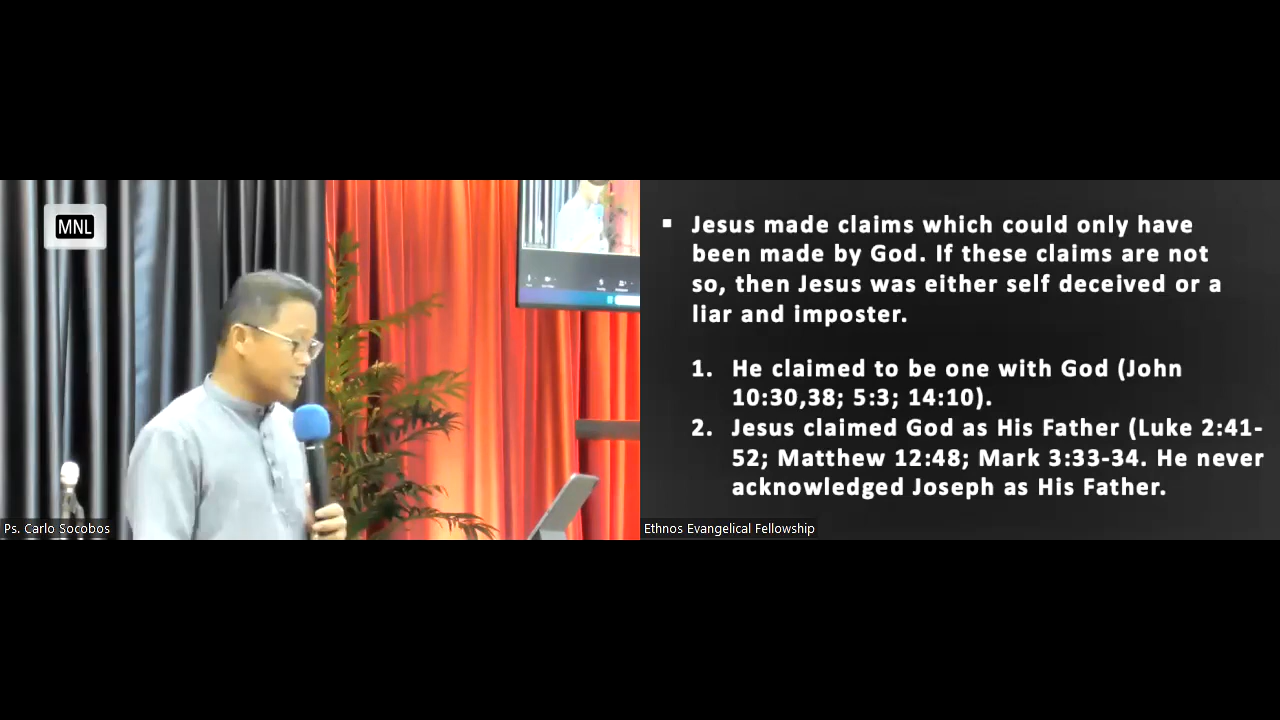 MNL
Ps. Carlo Socobos
▪ Jesus made claims which could only have
been made by God. If these claims are not
so, then Jesus was either self deceived or a
liar and imposter.
1. He claimed to be one with God (John
10:30,38; 5:3; 14:10).
2. Jesus claimed God as His Father (Luke 2:41-
52; Matthew 12:48; Mark 3:33-34. He never
acknowledged Joseph as His Father.
Ethnos Evangelical Fellowship